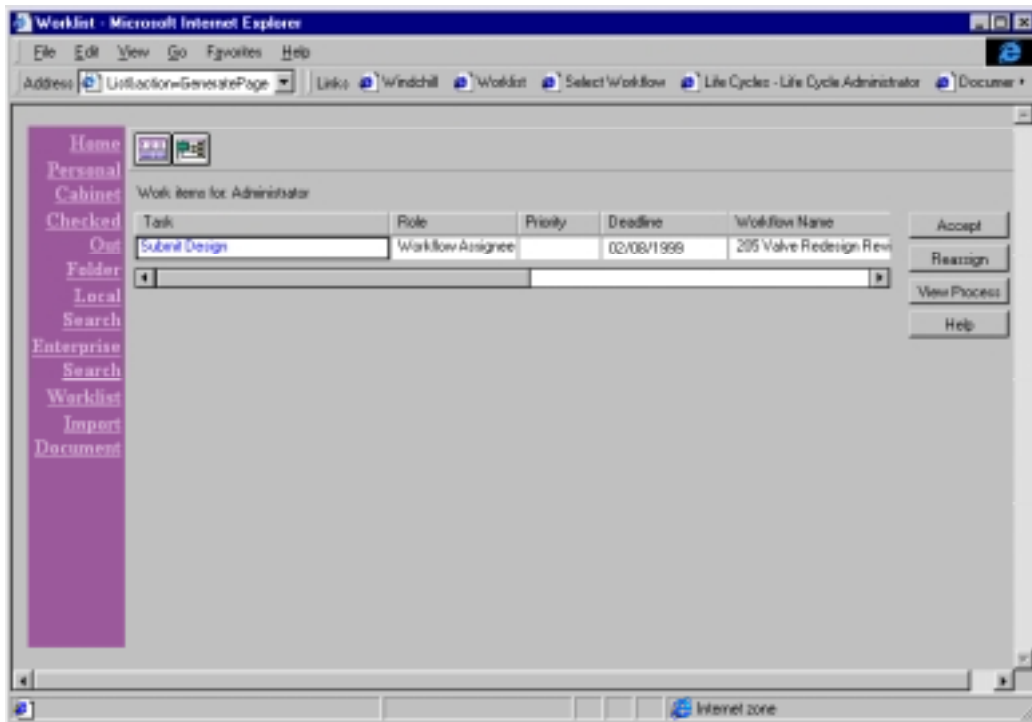 Worklist - Microsoft Internet Explorer
File Edit View Go Favorites Help
Address List&action=GeneratePage Links Windchill Worklist Select Workflow Life Cycles - Life Cycle Administrator Documer
Home
Personal
Cabinet
Checked
Out
Folder
Local
Search
Enterprise
Search
Worklist
Import
Document
Work items for: Administrator
Task Role Priority Deadline Workflow Name
Submit Design Workflow Assignee 02/08/1999 205 Valve Redesign Revi
Accept
Reassign
View Process
Help
Internet zone